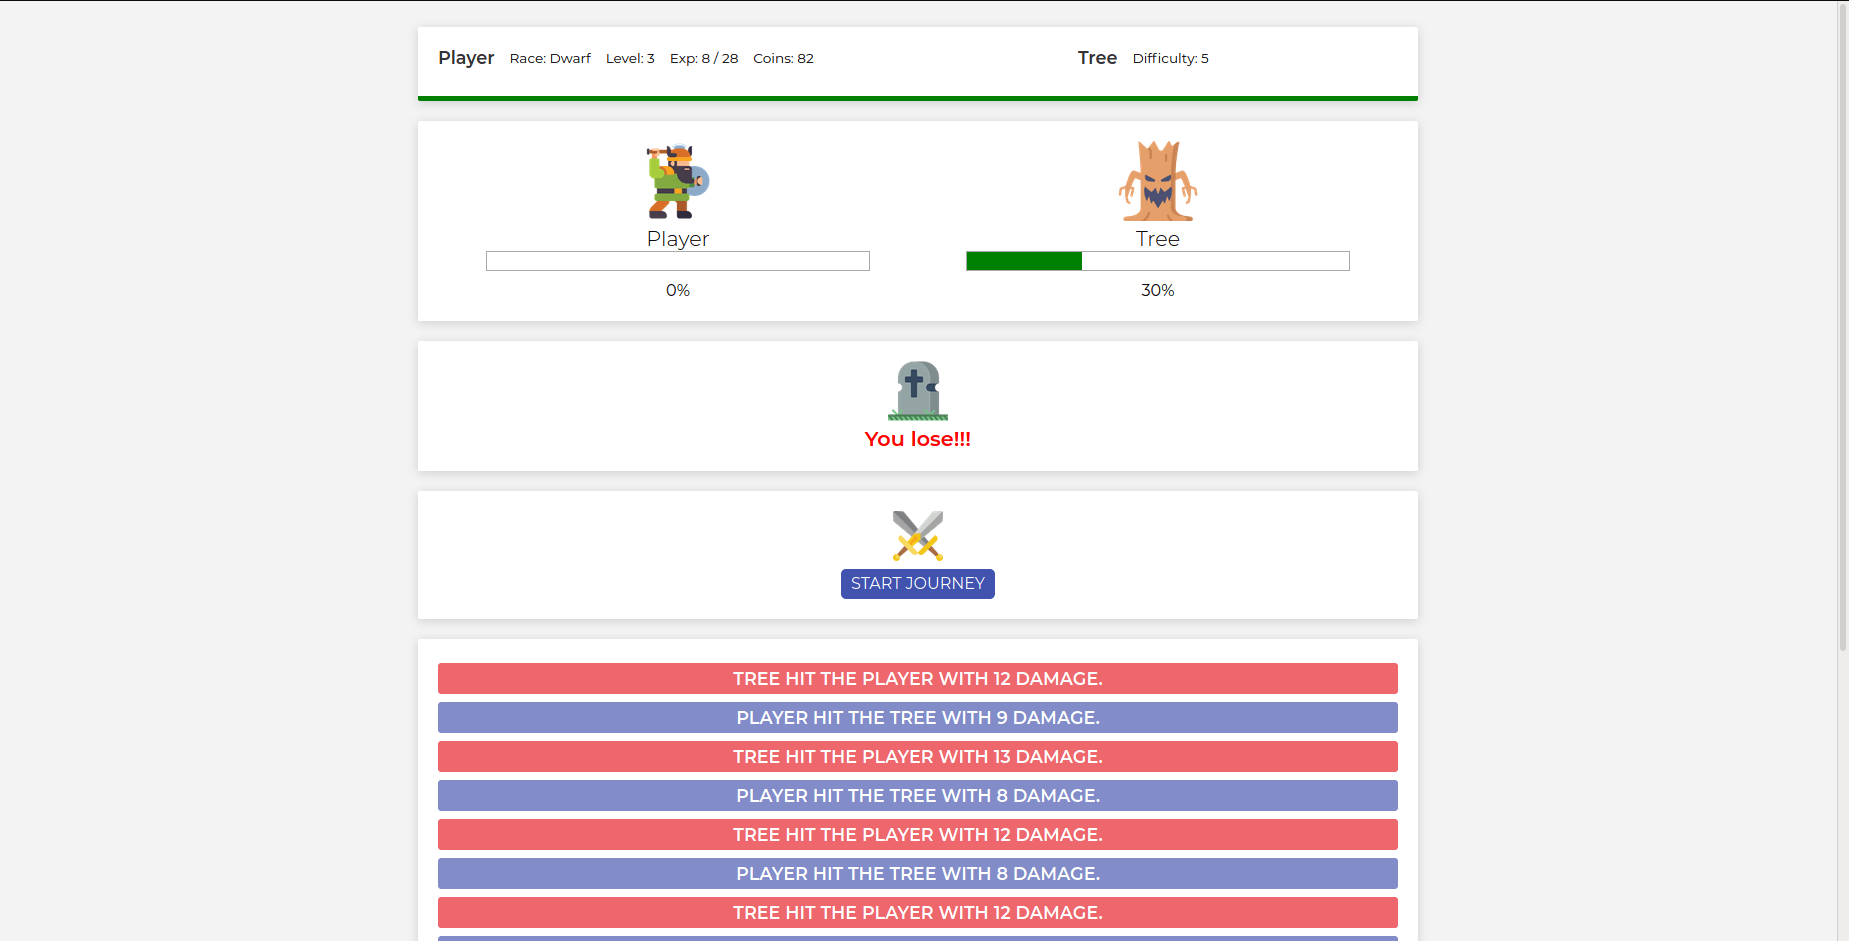 Player Race: Dwarf Level: 3 Exp: 8 / 28 Coins: 82 Tree Difficulty: 5
Player Tree
0% 30%
You lose!!!
START JOURNEY
TREE HIT THE PLAYER WITH 12 DAMAGE.
PLAYER HIT THE TREE WITH 9 DAMAGE.
TREE HIT THE PLAYER WITH 13 DAMAGE.
PLAYER HIT THE TREE WITH 8 DAMAGE.
TREE HIT THE PLAYER WITH 12 DAMAGE.
PLAYER HIT THE TREE WITH 8 DAMAGE.
TREE HIT THE PLAYER WITH 12 DAMAGE.